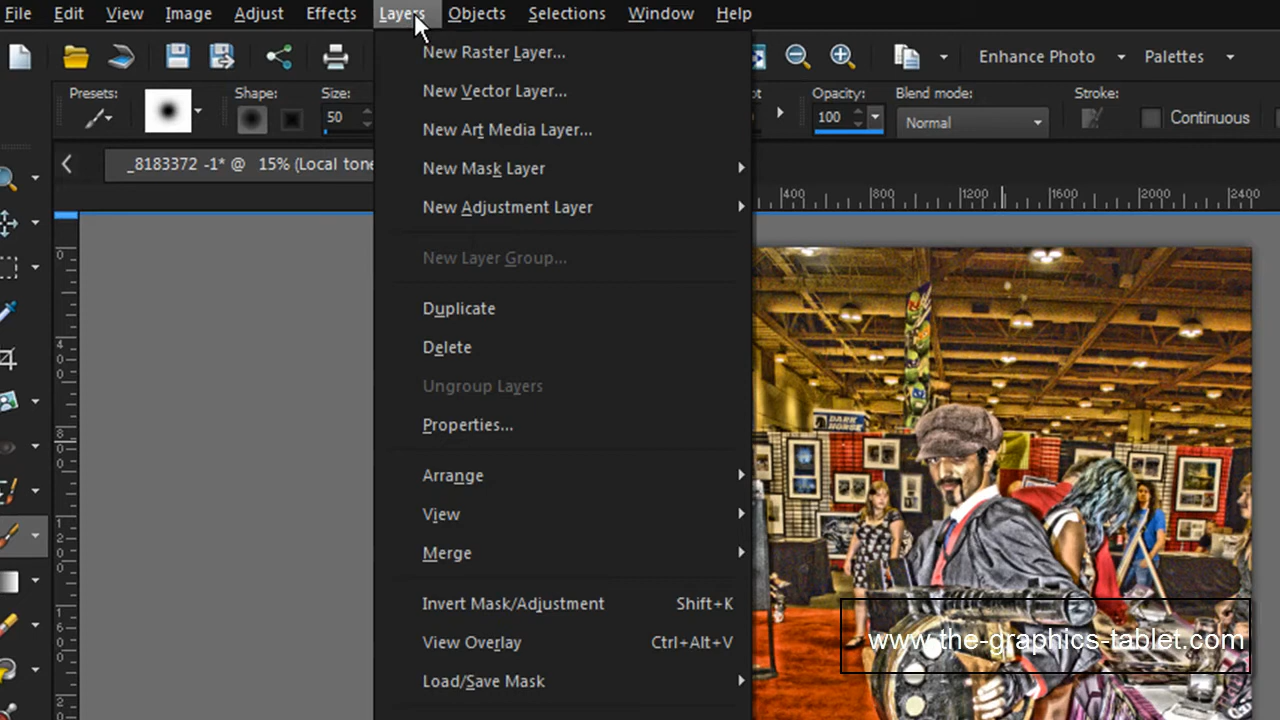 File Edit View Image Adjust Effects Layers Objects Selections Window Help
Enhance Photo Palettes
Presets: Shape: Size: Opacity: Blend mode: Stroke:
50 100 Normal Continuous
_8183372 -1* @ 15% (Local tone
400 800 1200 1600 2000 2400
New Raster Layer...
New Vector Layer...
New Art Media Layer...
New Mask Layer
New Adjustment Layer
New Layer Group...
Duplicate
Delete
Ungroup Layers
Properties...
Arrange
View
Merge
Invert Mask/Adjustment Shift+K
View Overlay Ctrl+Alt+V
Load/Save Mask
DARK HORSE
www.the-graphics-tablet.com